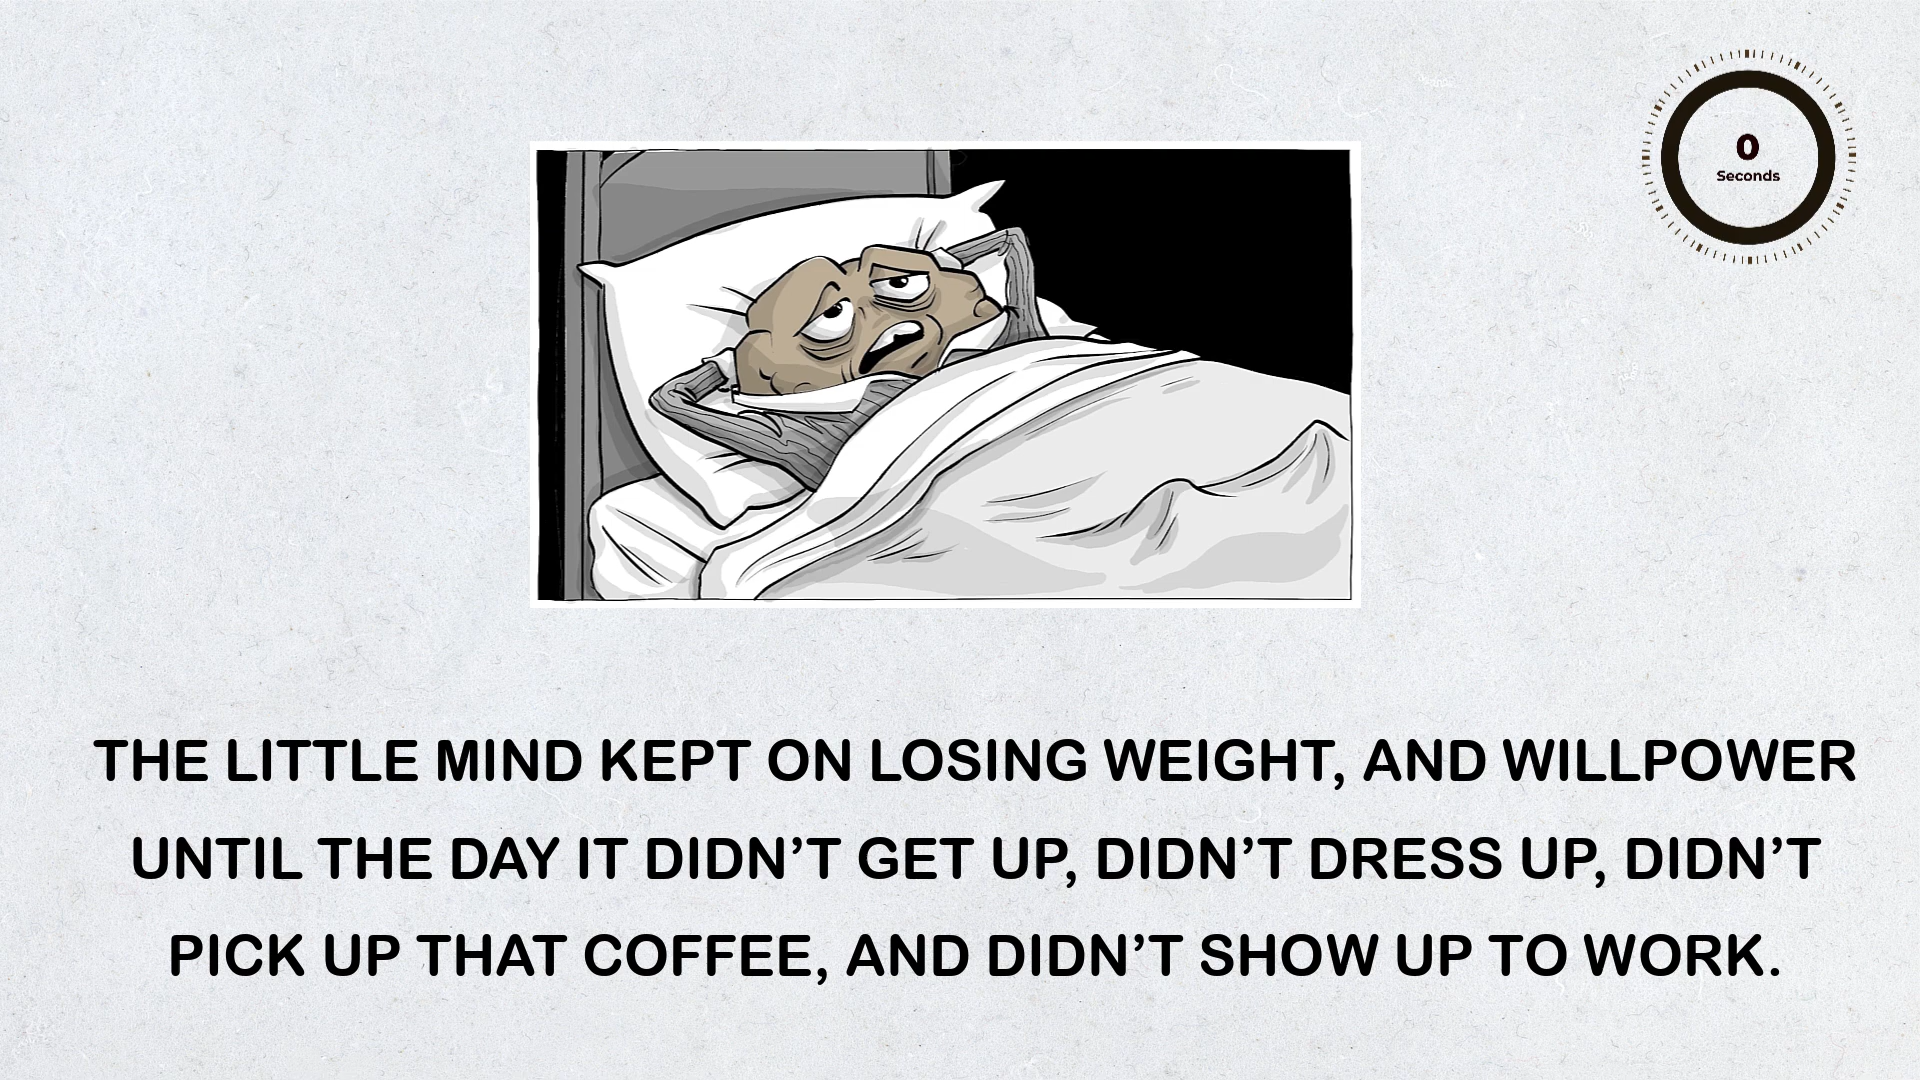 0
Seconds
THE LITTLE MIND KEPT ON LOSING WEIGHT, AND WILLPOWER
UNTIL THE DAY IT DIDN’T GET UP, DIDN’T DRESS UP, DIDN’T
PICK UP THAT COFFEE, AND DIDN’T SHOW UP TO WORK.